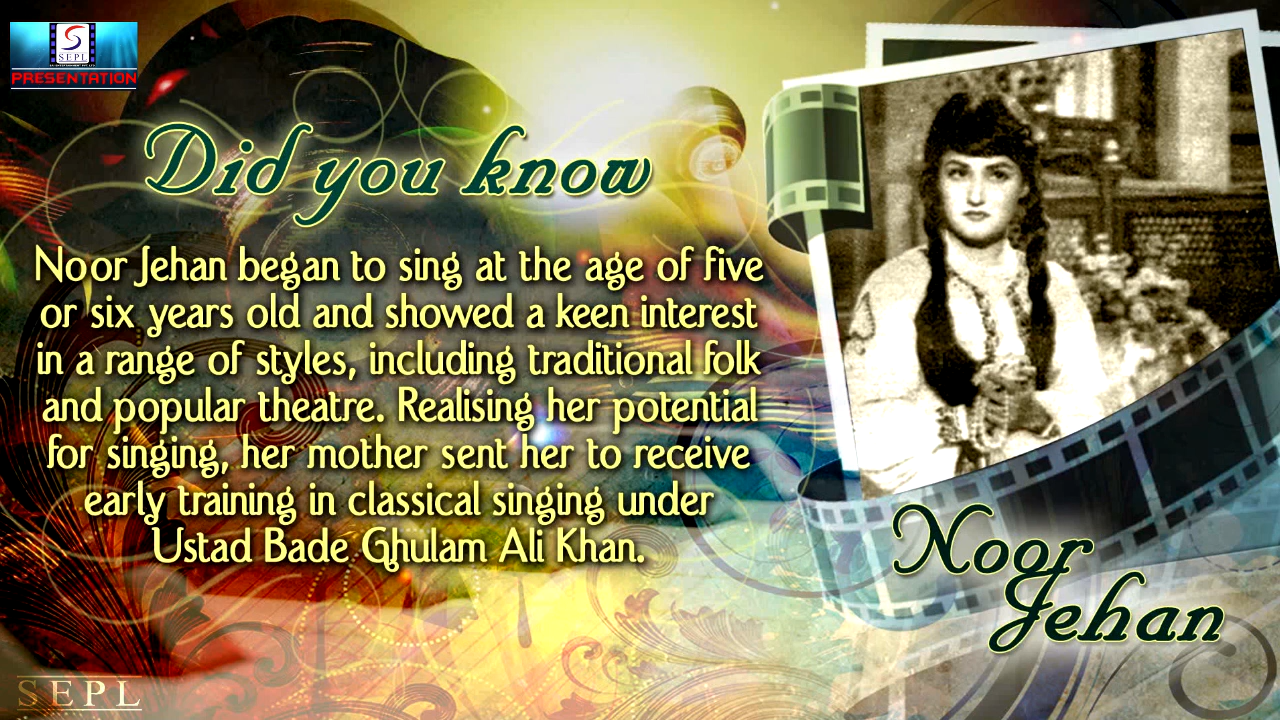 SEPL
PRESENTATION
Did you know
Noor Jehan began to sing at the age of five
or six years old and showed a keen interest
in a range of styles, including traditional folk
and popular theatre. Realising her potential
for singing, her mother sent her to receive
early training in classical singing under
Ustad Bade Ghulam Ali Khan.
Noor
Jehan
SEPL